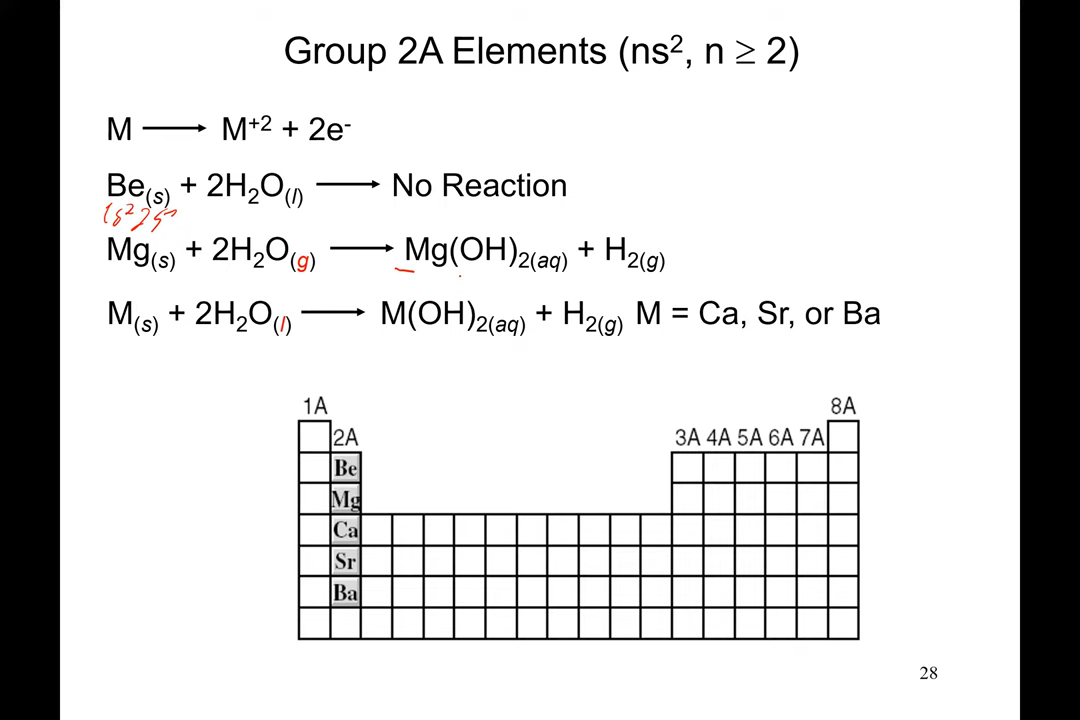 Group 2A Elements (ns², n ≥ 2)
M ⟶ M⁺² + 2e⁻
Be(s) + 2H₂O(l) ⟶ No Reaction
Mg(s) + 2H₂O(g) ⟶ Mg(OH)₂(aq) + H₂(g)
M(s) + 2H₂O(l) ⟶ M(OH)₂(aq) + H₂(g) M = Ca, Sr, or Ba
1A 8A
2A 3A 4A 5A 6A 7A
Be
Mg
Ca
Sr
Ba
28